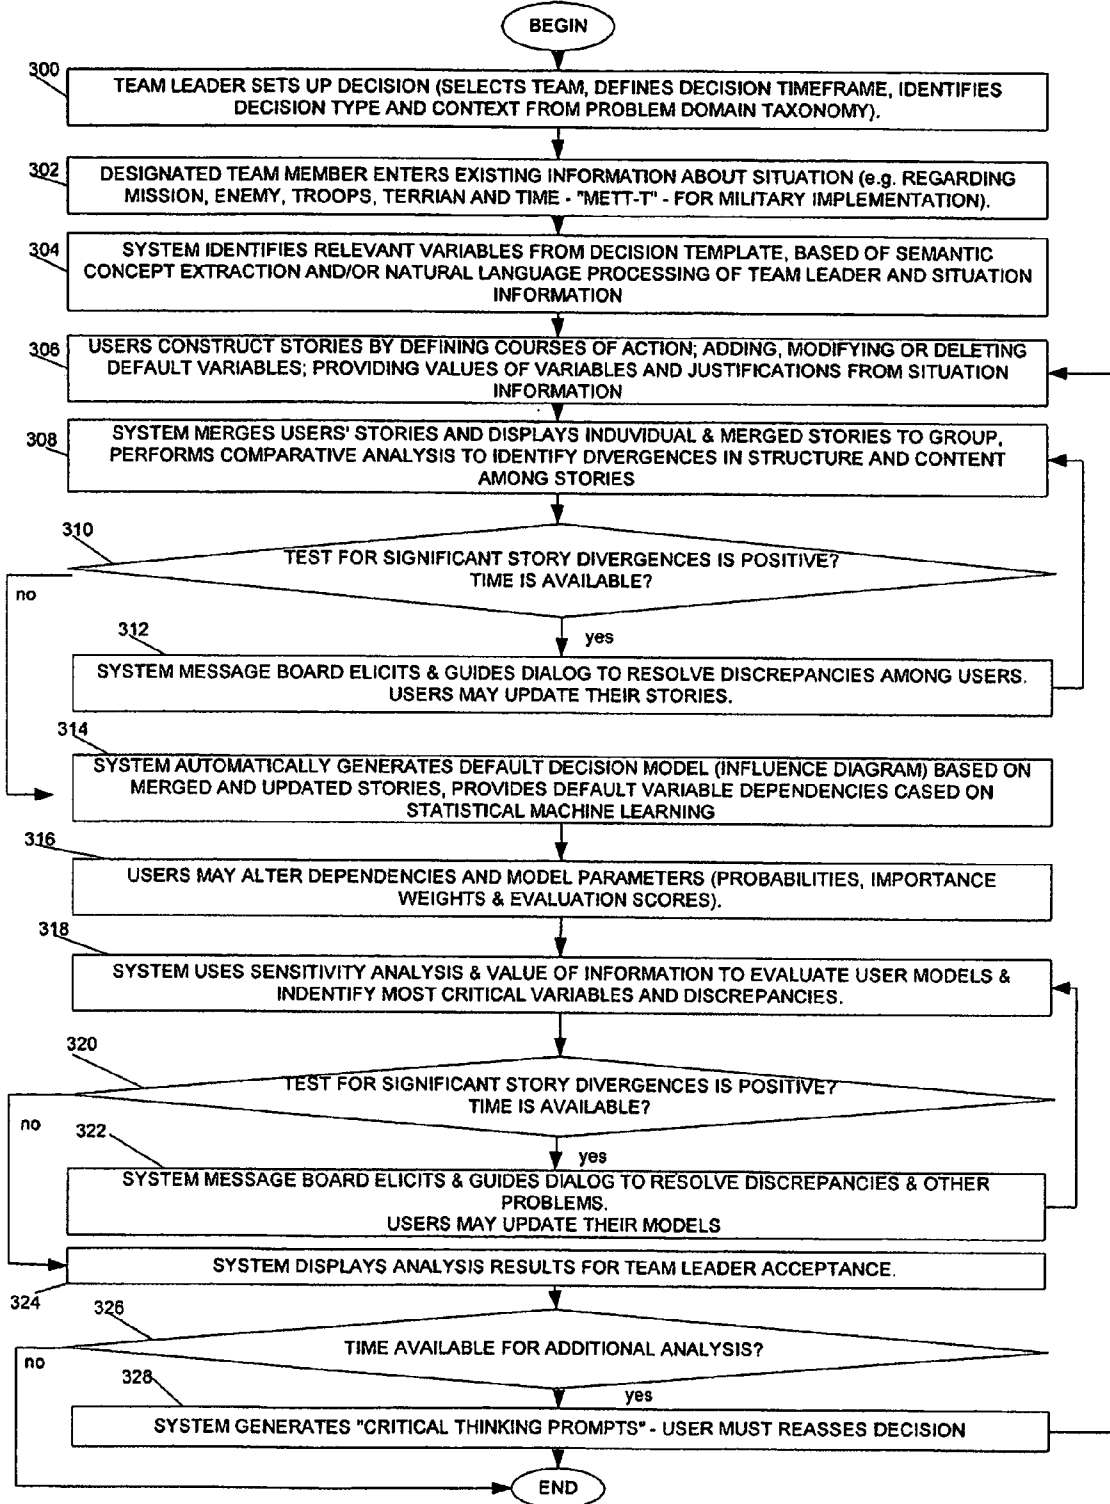 BEGIN
300
TEAM LEADER SETS UP DECISION (SELECTS TEAM, DEFINES DECISION TIMEFRAME, IDENTIFIES
DECISION TYPE AND CONTEXT FROM PROBLEM DOMAIN TAXONOMY).
302
DESIGNATED TEAM MEMBER ENTERS EXISTING INFORMATION ABOUT SITUATION (e.g. REGARDING
MISSION, ENEMY, TROOPS, TERRIAN AND TIME - "METT-T" - FOR MILITARY IMPLEMENTATION).
304
SYSTEM IDENTIFIES RELEVANT VARIABLES FROM DECISION TEMPLATE, BASED OF SEMANTIC
CONCEPT EXTRACTION AND/OR NATURAL LANGUAGE PROCESSING OF TEAM LEADER AND SITUATION
INFORMATION
306
USERS CONSTRUCT STORIES BY DEFINING COURSES OF ACTION; ADDING, MODIFYING OR DELETING
DEFAULT VARIABLES; PROVIDING VALUES OF VARIABLES AND JUSTIFICATIONS FROM SITUATION
INFORMATION
308
SYSTEM MERGES USERS' STORIES AND DISPLAYS INDUVIDUAL & MERGED STORIES TO GROUP,
PERFORMS COMPARATIVE ANALYSIS TO IDENTIFY DIVERGENCES IN STRUCTURE AND CONTENT
AMONG STORIES
310
TEST FOR SIGNIFICANT STORY DIVERGENCES IS POSITIVE?
TIME IS AVAILABLE?
no
yes
312
SYSTEM MESSAGE BOARD ELICITS & GUIDES DIALOG TO RESOLVE DISCREPANCIES AMONG USERS.
USERS MAY UPDATE THEIR STORIES.
314
SYSTEM AUTOMATICALLY GENERATES DEFAULT DECISION MODEL (INFLUENCE DIAGRAM) BASED ON
MERGED AND UPDATED STORIES, PROVIDES DEFAULT VARIABLE DEPENDENCIES CASED ON
STATISTICAL MACHINE LEARNING
316
USERS MAY ALTER DEPENDENCIES AND MODEL PARAMETERS (PROBABILITIES, IMPORTANCE
WEIGHTS & EVALUATION SCORES).
318
SYSTEM USES SENSITIVITY ANALYSIS & VALUE OF INFORMATION TO EVALUATE USER MODELS &
INDENTIFY MOST CRITICAL VARIABLES AND DISCREPANCIES.
320
TEST FOR SIGNIFICANT STORY DIVERGENCES IS POSITIVE?
TIME IS AVAILABLE?
no
322
yes
SYSTEM MESSAGE BOARD ELICITS & GUIDES DIALOG TO RESOLVE DISCREPANCIES & OTHER
PROBLEMS.
USERS MAY UPDATE THEIR MODELS
SYSTEM DISPLAYS ANALYSIS RESULTS FOR TEAM LEADER ACCEPTANCE.
324
326
TIME AVAILABLE FOR ADDITIONAL ANALYSIS?
no
328
yes
SYSTEM GENERATES "CRITICAL THINKING PROMPTS" - USER MUST REASSES DECISION
END